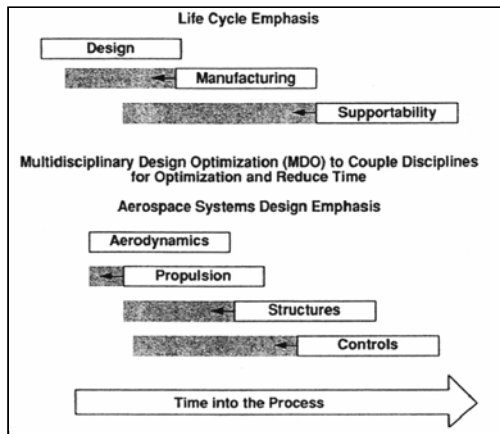 Life Cycle Emphasis
Design
Manufacturing
Supportability
Multidisciplinary Design Optimization (MDO) to Couple Disciplines
for Optimization and Reduce Time
Aerospace Systems Design Emphasis
Aerodynamics
Propulsion
Structures
Controls
Time into the Process